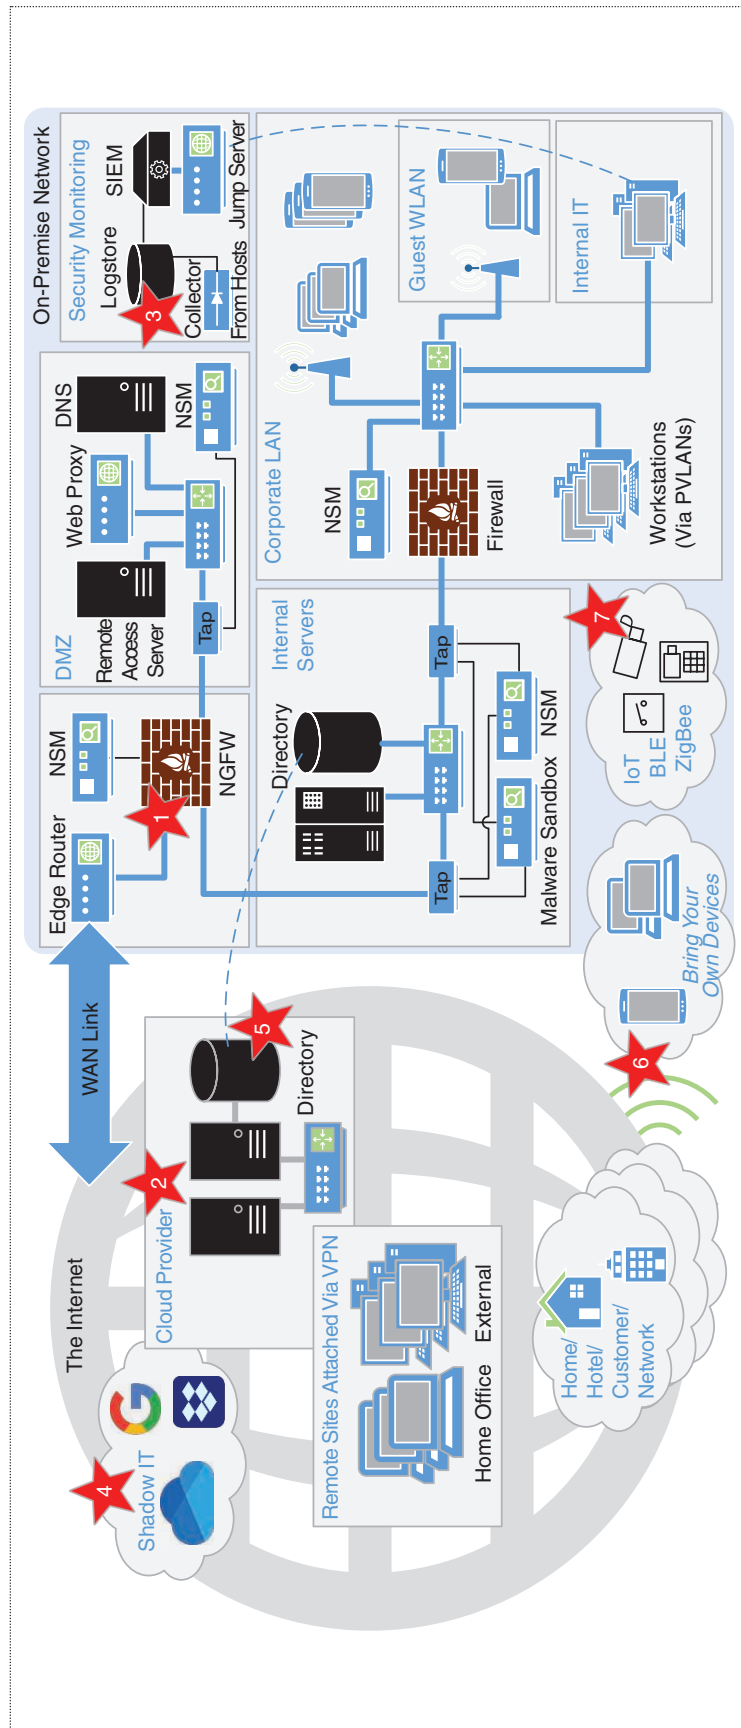 The Internet
WAN Link
Shadow IT
4
Cloud Provider
2
5
Directory
Remote Sites Attached Via VPN
Home Office
External
Home/
Hotel/
Customer/
Network
6
Bring Your
Own Devices
On-Premise Network
Edge Router
NSM
1
NGFW
DMZ
Remote
Access
Server
Web Proxy
DNS
Tap
NSM
Security Monitoring
Logstore
SIEM
3
Collector
From Hosts
Jump Server
Internal
Servers
Directory
Tap
Tap
Malware Sandbox
NSM
Corporate LAN
NSM
Firewall
Workstations
(Via PVLANs)
Guest WLAN
Internal IT
7
IoT
BLE
ZigBee